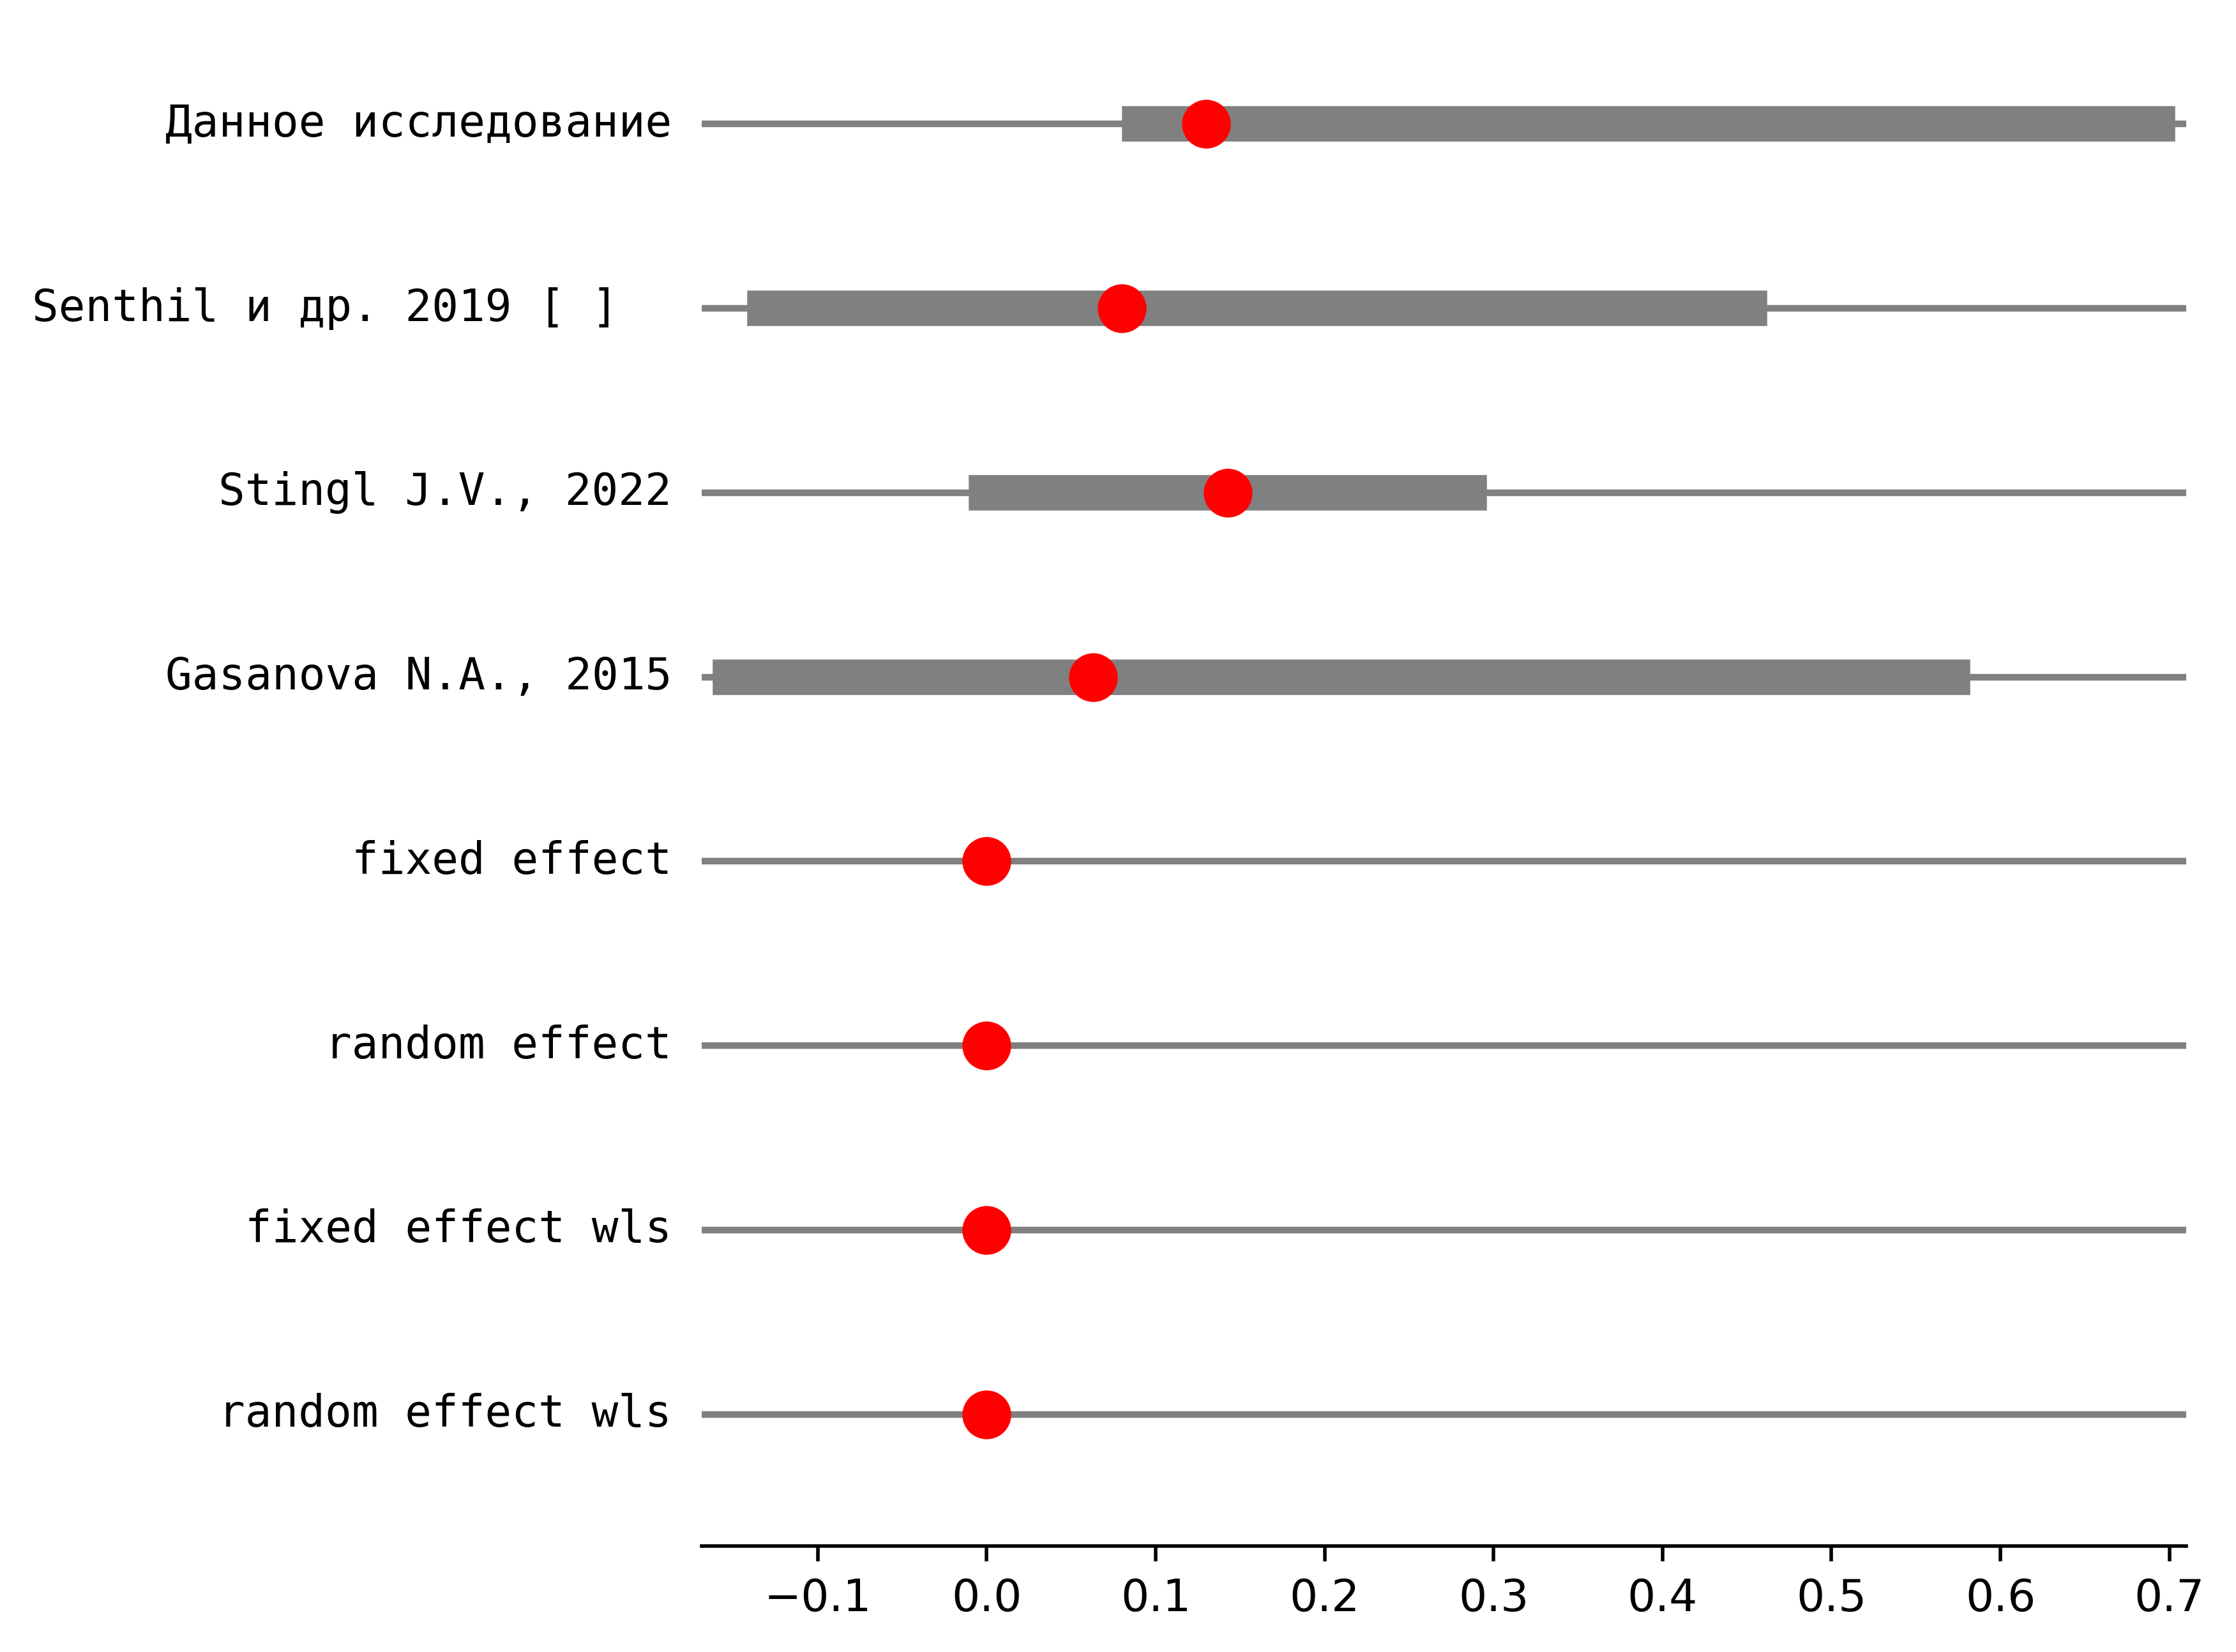 Данное исследование
Senthil и др. 2019 [ ]
Stingl J.V., 2022
Gasanova N.A., 2015
fixed effect
random effect
fixed effect wls
random effect wls
−0.1 0.0 0.1 0.2 0.3 0.4 0.5 0.6 0.7